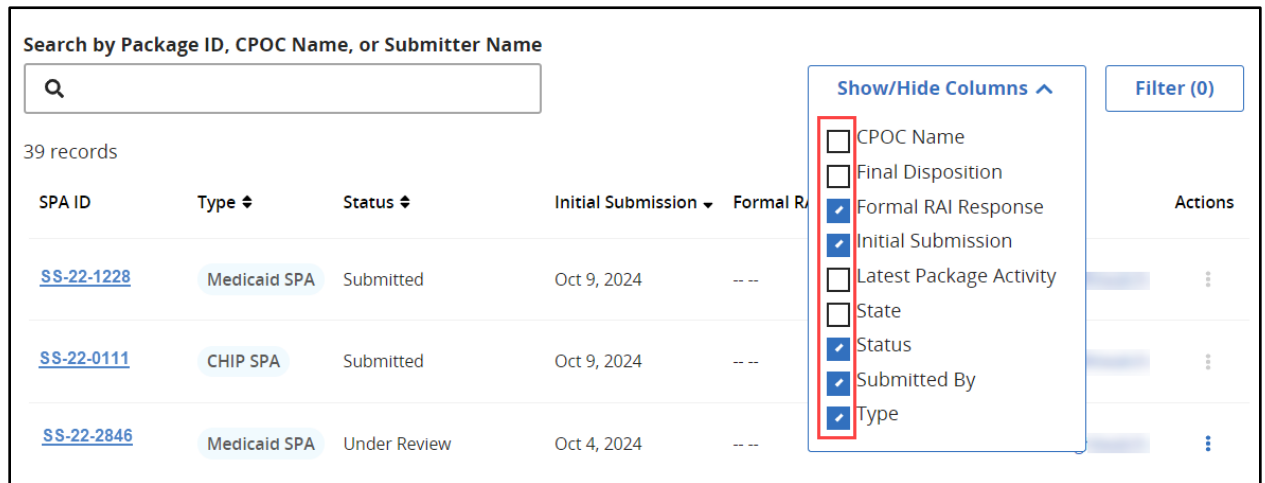 Search by Package ID, CPOC Name, or Submitter Name
Show/Hide Columns
Filter (0)
CPOC Name
39 records
Final Disposition
SPA ID Type Status Initial Submission Formal Formal RAI Response Actions
Initial Submission
SS-22-1228 Medicaid SPA Submitted Oct 9, 2024 -- -- Latest Package Activity
State
Status
SS-22-0111 CHIP SPA Submitted Oct 9, 2024 -- --
Submitted By
Type
SS-22-2846 Medicaid SPA Under Review Oct 4, 2024 -- --